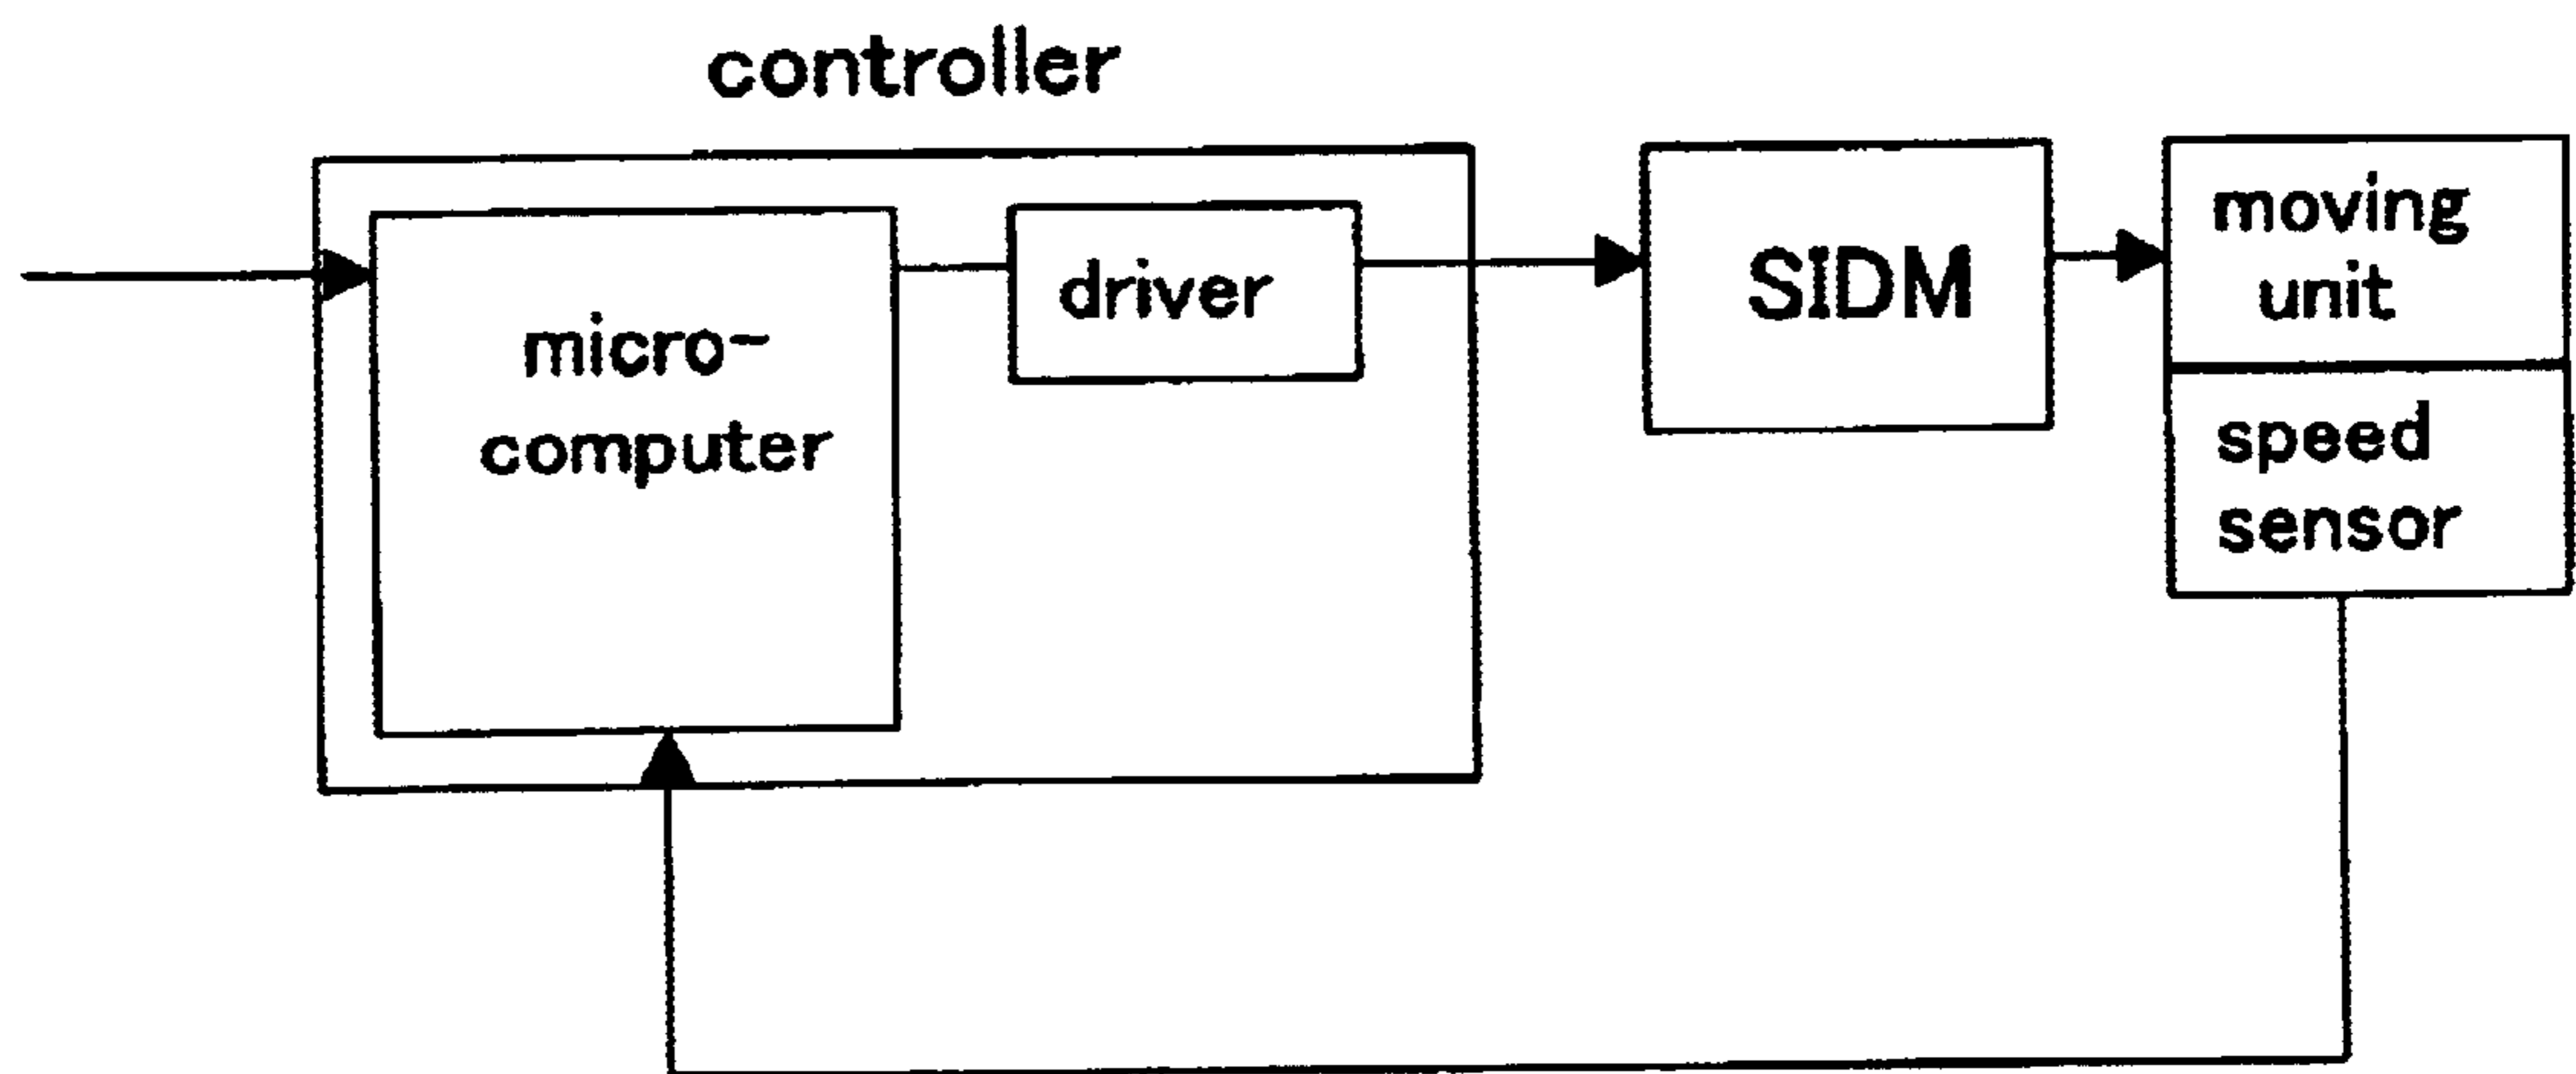 controller
micro-
computer
driver
SIDM
moving
unit
speed
sensor